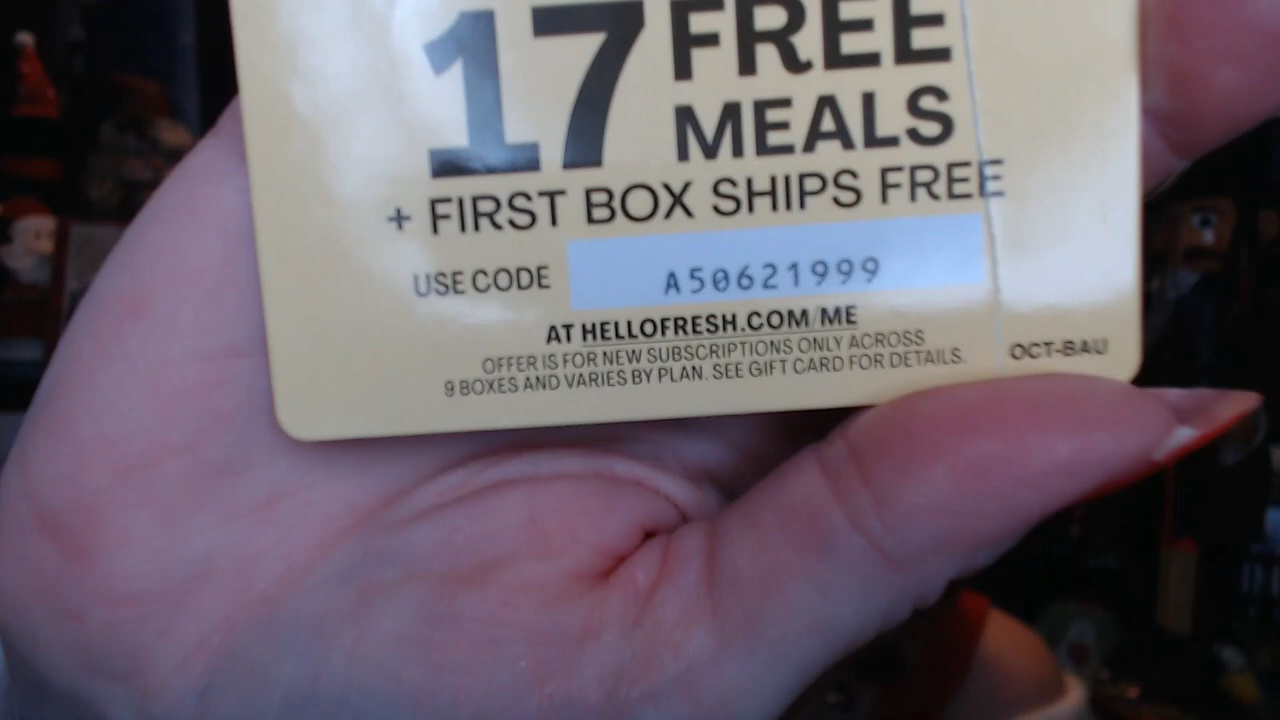 17 FREE
MEALS
+ FIRST BOX SHIPS FREE
USE CODE A50621999
AT HELLOFRESH.COM/ME
OFFER IS FOR NEW SUBSCRIPTIONS ONLY ACROSS
9 BOXES AND VARIES BY PLAN. SEE GIFT CARD FOR DETAILS.
OCT-BAU